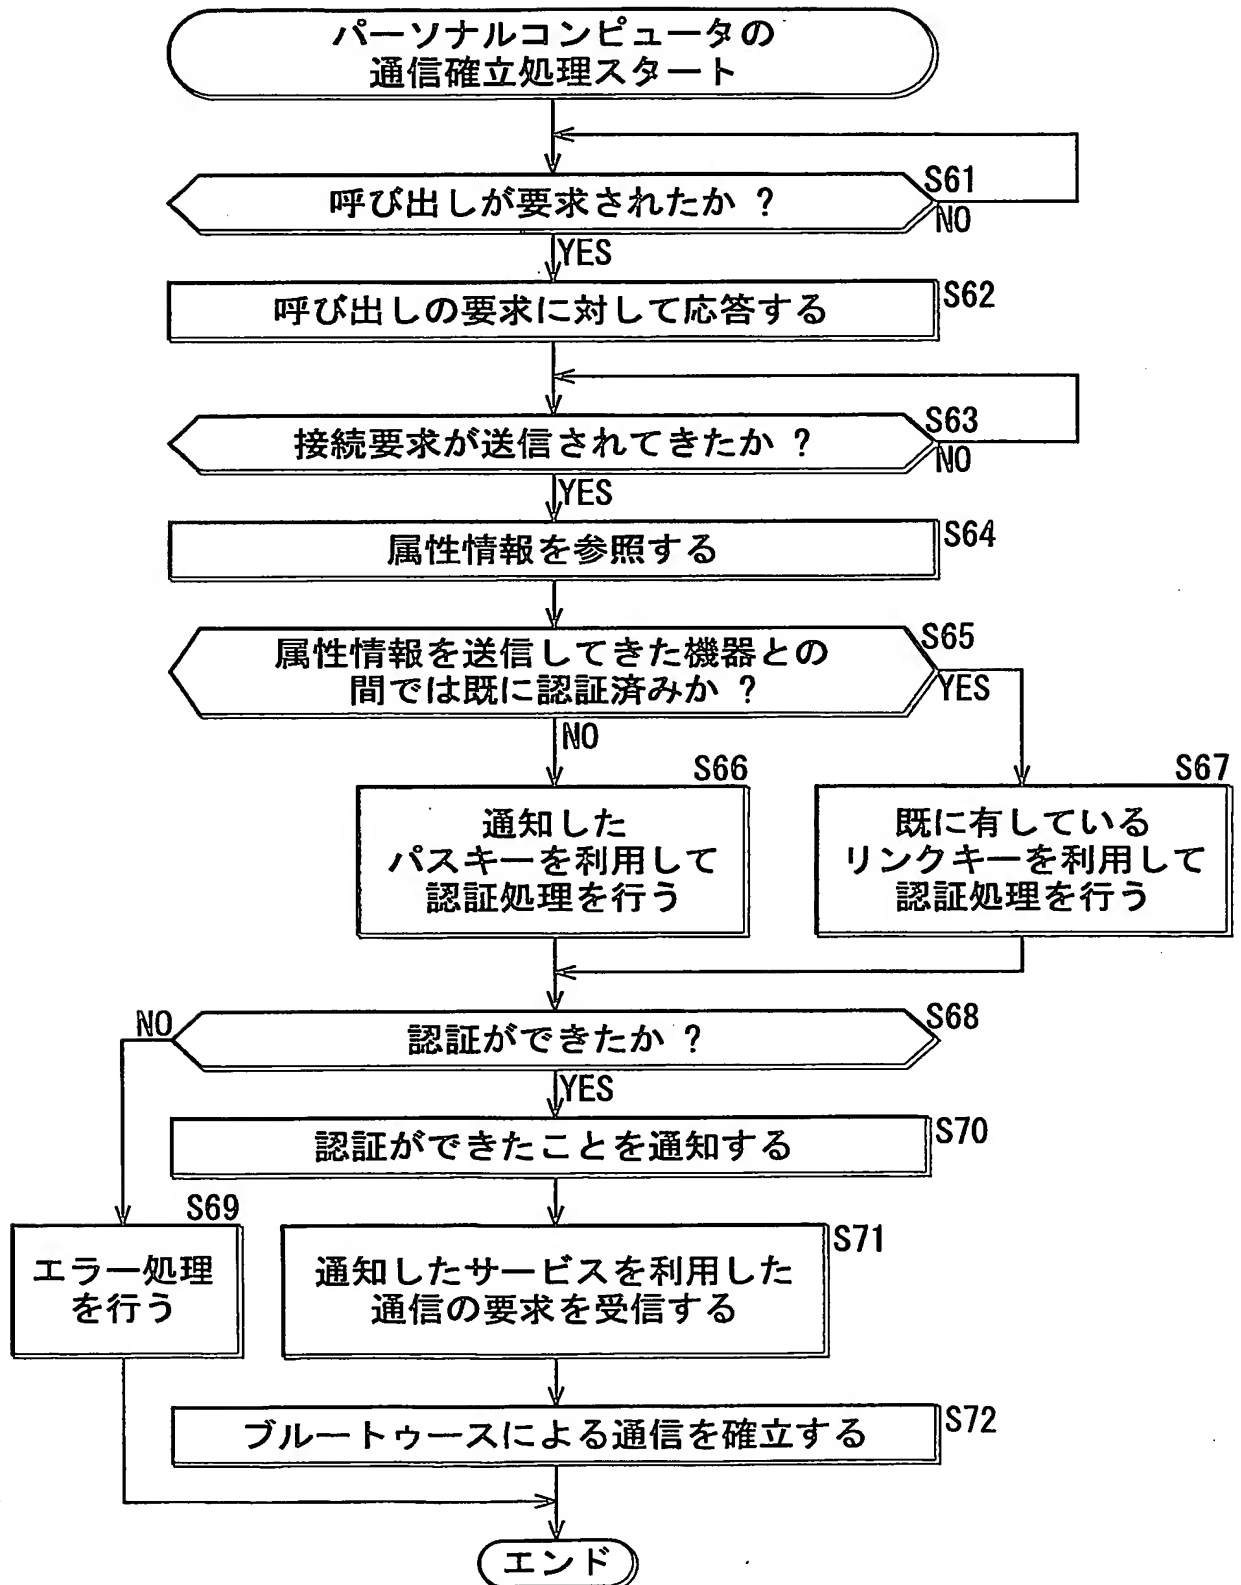 パーソナルコンピュータの
通信確立処理スタート
S61
呼び出しが要求されたか ?
NO
YES
S62
呼び出しの要求に対して応答する
S63
接続要求が送信されてきたか ?
NO
YES
S64
属性情報を参照する
S65
属性情報を送信してきた機器との
間では既に認証済みか ?
YES
NO
S66
通知した
パスキーを利用して
認証処理を行う
S67
既に有している
リンクキーを利用して
認証処理を行う
S68
NO
認証ができたか ?
YES
S70
認証ができたことを通知する
S69
エラー処理
を行う
S71
通知したサービスを利用した
通信の要求を受信する
S72
ブルートゥースによる通信を確立する
エンド